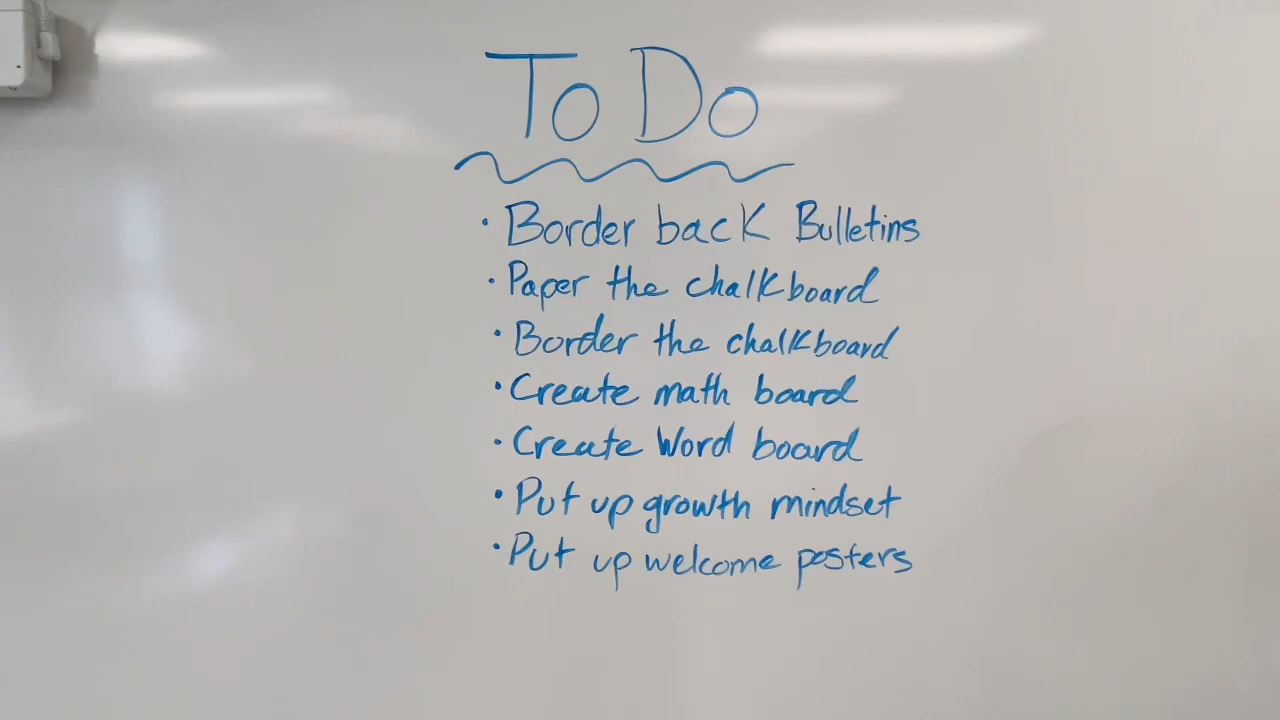 To Do
• Border back Bulletins
• Paper the chalkboard
• Border the chalkboard
• Create math board
• Create Word board
• Put up growth mindset
• Put up welcome posters